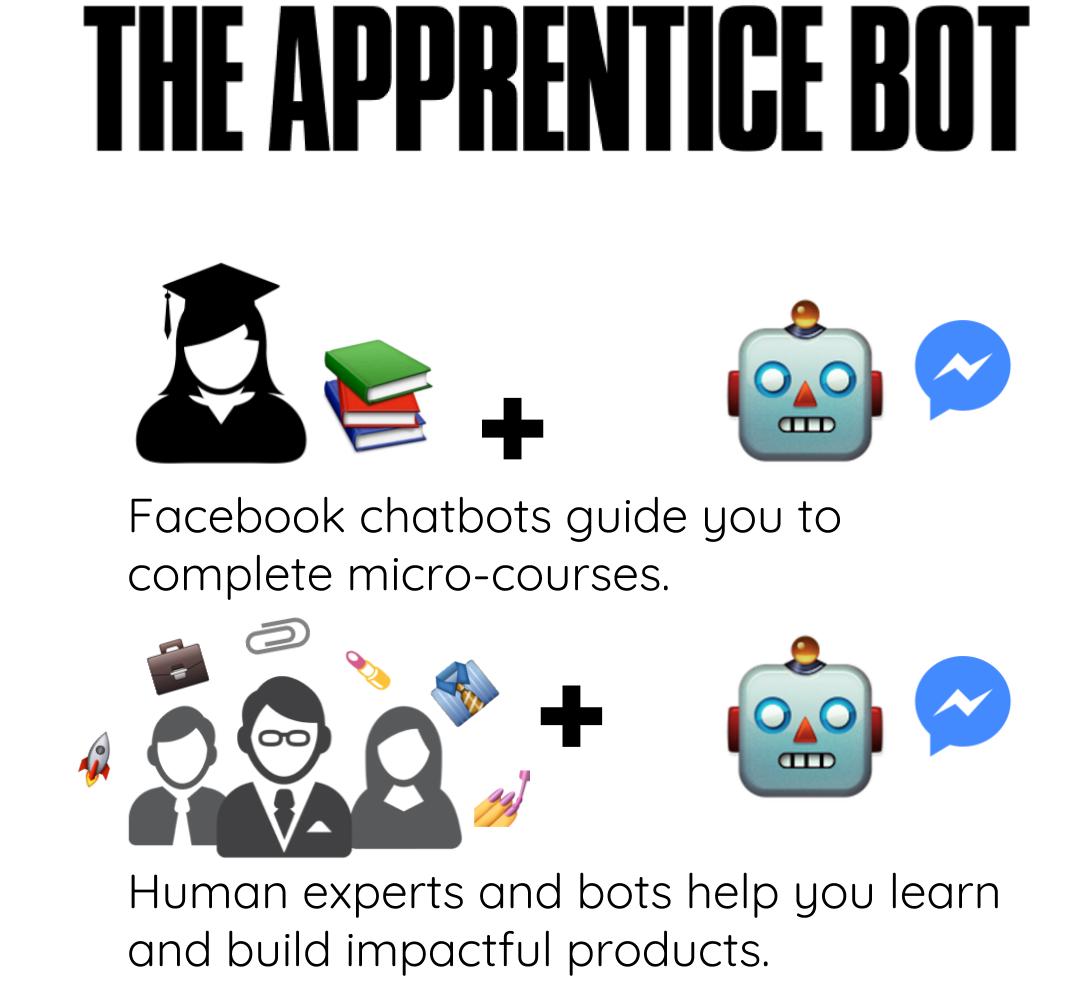 THE APPRENTICE BOT
Facebook chatbots guide you to
complete micro-courses.
Human experts and bots help you learn
and build impactful products.